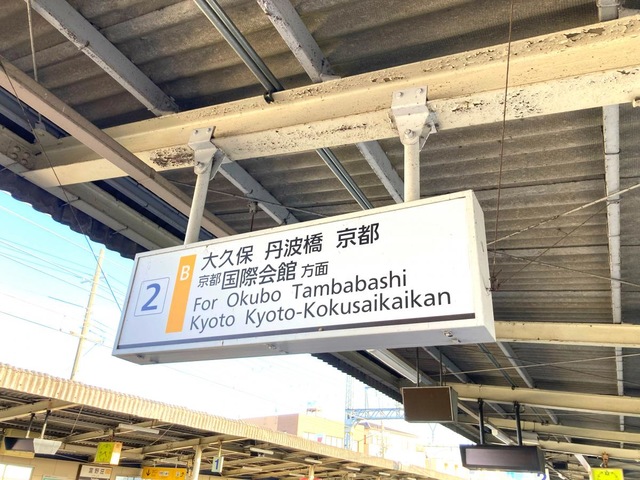 2
B
大久保 丹波橋 京都
京都国際会館 方面
For Okubo Tambabashi
Kyoto Kyoto-Kokusaikaikan